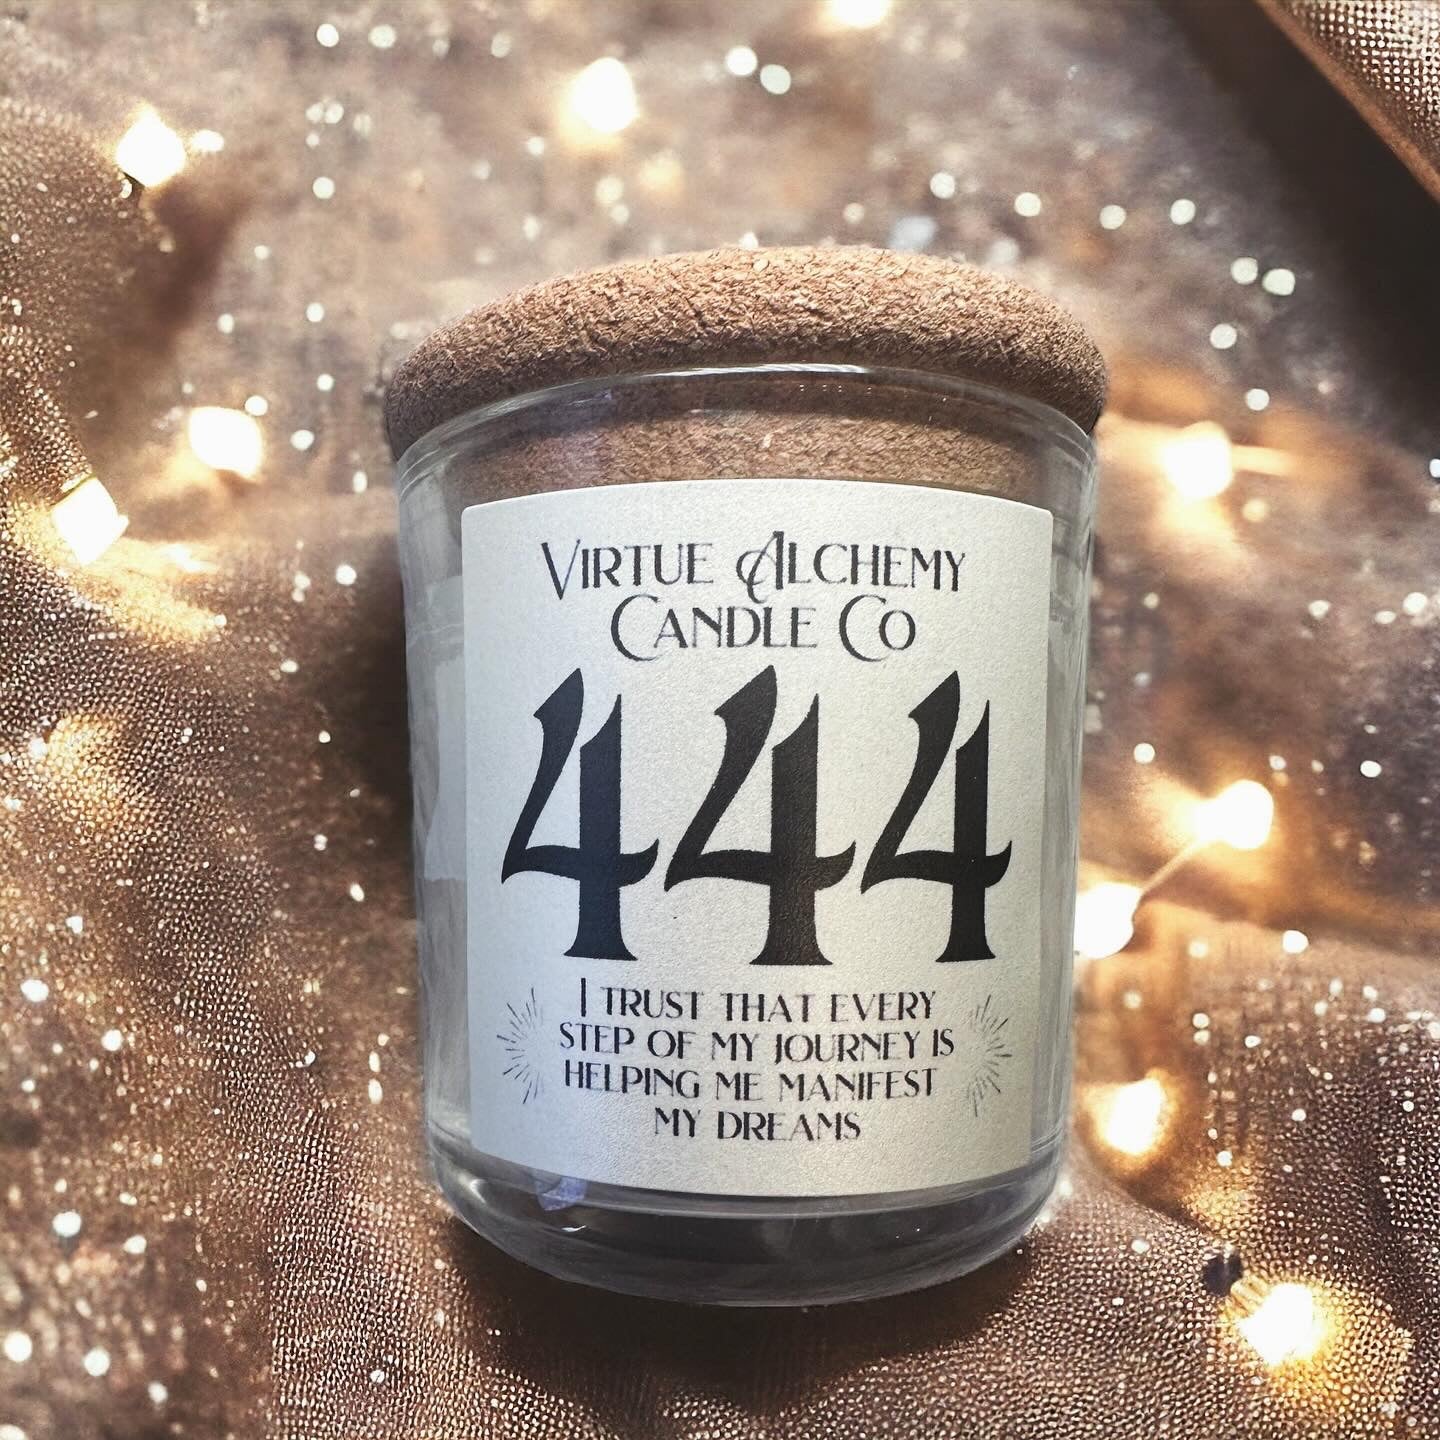 VIRTUE ALCHEMY
CANDLE CO
444
I TRUST THAT EVERY
STEP OF MY JOURNEY IS
HELPING ME MANIFEST
MY DREAMS